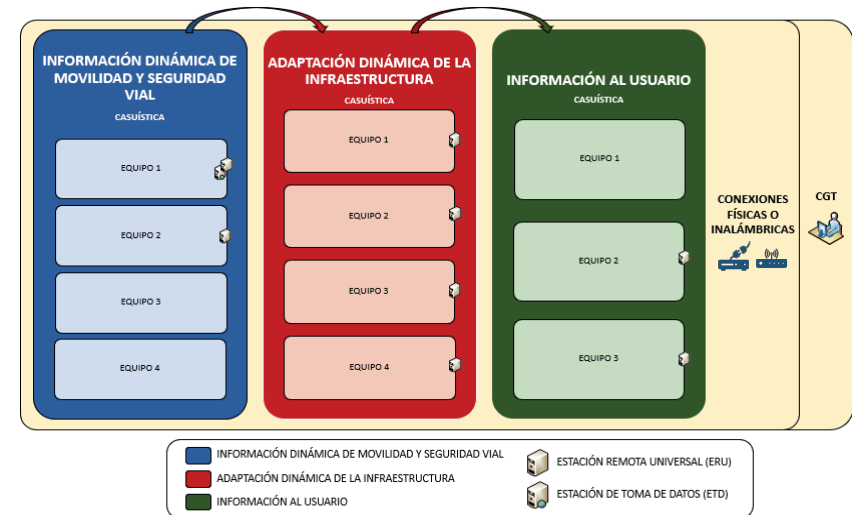 INFORMACIÓN DINÁMICA DE
MOVILIDAD Y SEGURIDAD
VIAL
CASUÍSTICA
EQUIPO 1
EQUIPO 2
EQUIPO 3
EQUIPO 4
ADAPTACIÓN DINÁMICA DE LA
INFRAESTRUCTURA
CASUÍSTICA
EQUIPO 1
EQUIPO 2
EQUIPO 3
EQUIPO 4
INFORMACIÓN AL USUARIO
CASUÍSTICA
EQUIPO 1
EQUIPO 2
EQUIPO 3
CONEXIONES
FÍSICAS O
INALÁMBRICAS
CGT
INFORMACIÓN DINÁMICA DE MOVILIDAD Y SEGURIDAD VIAL
ADAPTACIÓN DINÁMICA DE LA INFRAESTRUCTURA
INFORMACIÓN AL USUARIO
ESTACIÓN REMOTA UNIVERSAL (ERU)
ESTACIÓN DE TOMA DE DATOS (ETD)